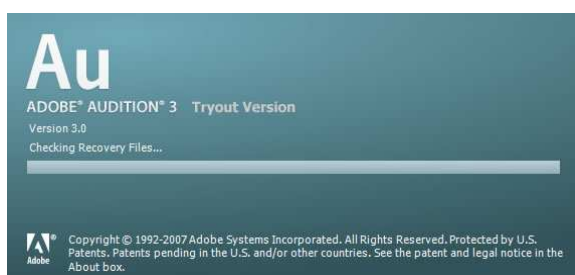 Au
ADOBE® AUDITION® 3 Tryout Version
Version 3.0
Checking Recovery Files...
Adobe
Copyright © 1992-2007 Adobe Systems Incorporated. All Rights Reserved. Protected by U.S.
Patents. Patents pending in the U.S. and/or other countries. See the patent and legal notice in the
About box.